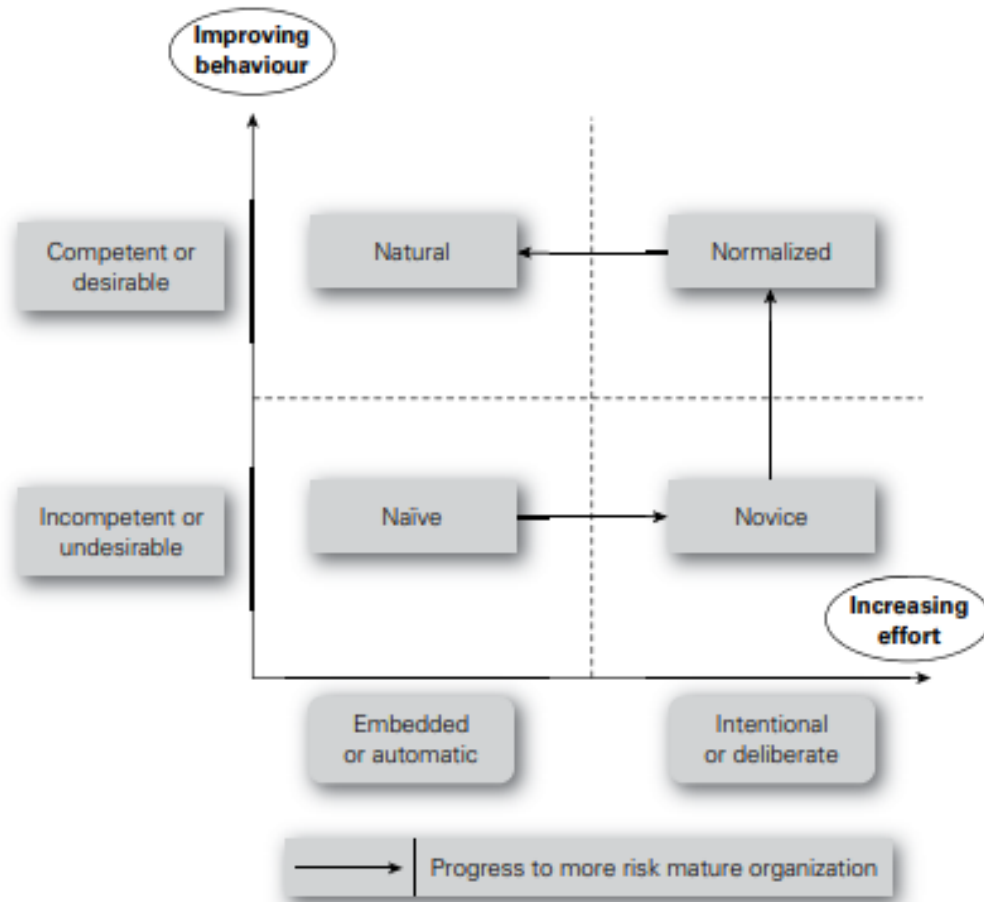 Improving
behaviour
Competent or
desirable
Natural
Normalized
Incompetent or
undesirable
Naïve
Novice
Increasing
effort
Embedded
or automatic
Intentional
or deliberate
Progress to more risk mature organization